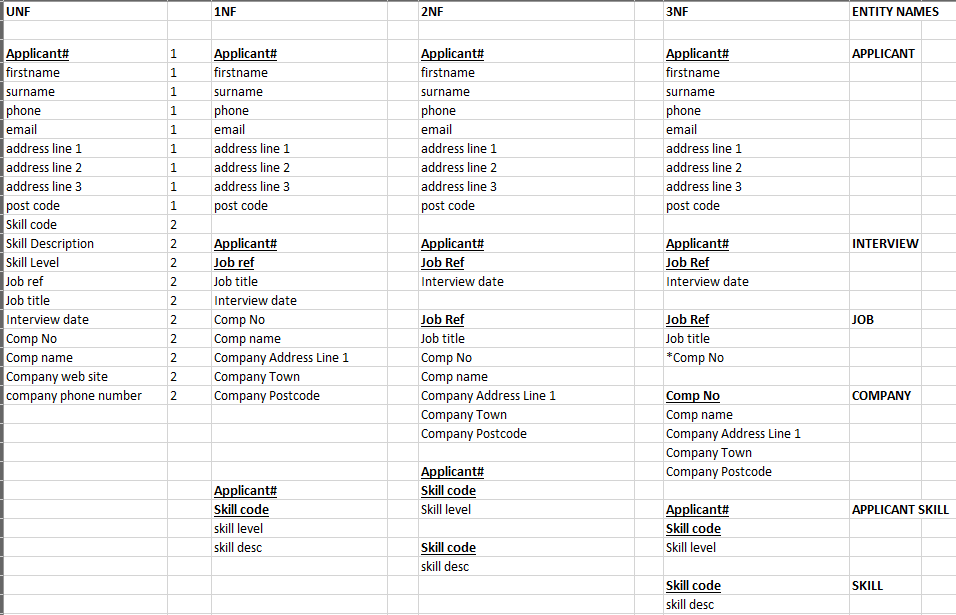 UNF 1NF 2NF 3NF ENTITY NAMES
Applicant# 1 Applicant# Applicant# Applicant# APPLICANT
firstname 1 firstname firstname firstname
surname 1 surname surname surname
phone 1 phone phone phone
email 1 email email email
address line 1 1 address line 1 address line 1 address line 1
address line 2 1 address line 2 address line 2 address line 2
address line 3 1 address line 3 address line 3 address line 3
post code 1 post code post code post code
Skill code 2
Skill Description 2 Applicant# Applicant# Applicant# INTERVIEW
Skill Level 2 Job ref Job Ref Job Ref
Job ref 2 Job title Interview date Interview date
Job title 2 Interview date
Interview date 2 Comp No Job Ref Job Ref JOB
Comp No 2 Comp name Job title Job title
Comp name 2 Company Address Line 1 Comp No *Comp No
Company web site 2 Company Town Comp name
company phone number 2 Company Postcode Company Address Line 1 Comp No COMPANY
Company Town Comp name
Company Postcode Company Address Line 1
Company Town
Applicant# Company Postcode
Applicant# Skill code
Skill code Skill level Applicant# APPLICANT SKILL
skill level Skill code
skill desc Skill code Skill level
skill desc
Skill code SKILL
skill desc